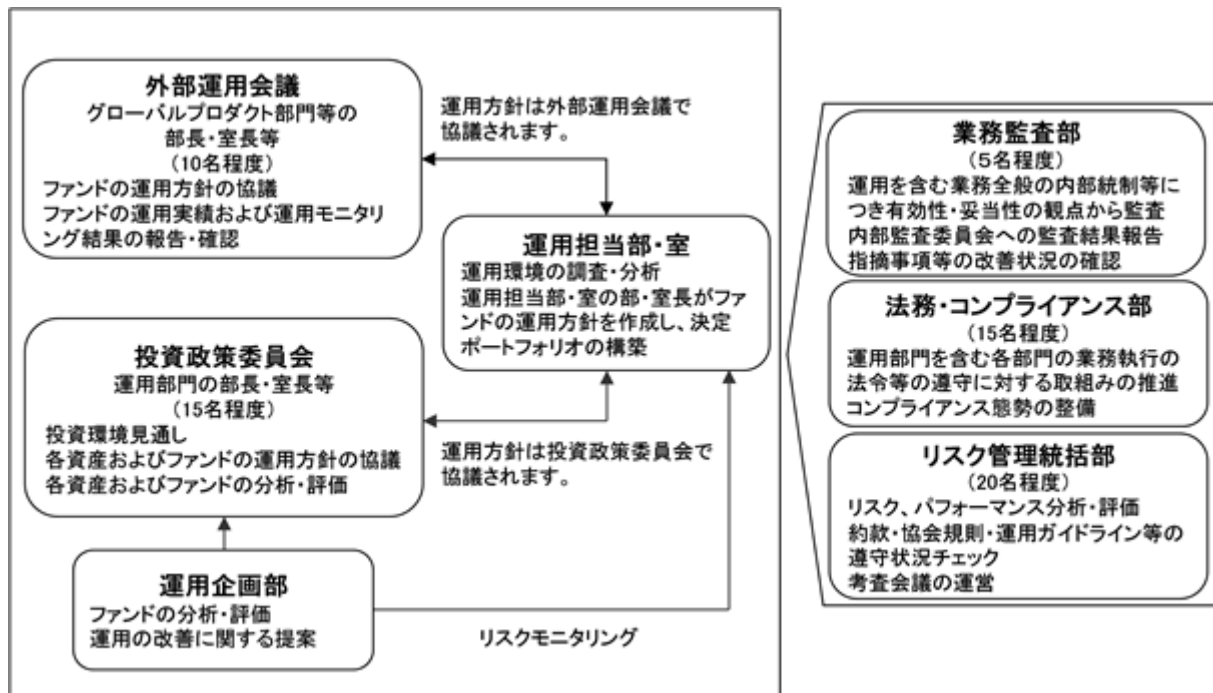 外部運用会議
グローバルプロダクト部門等の
部長・室長等
(10名程度)
ファンドの運用方針の協議
ファンドの運用実績および運用モニタリ
ング結果の報告・確認
運用方針は外部運用会議で
協議されます。
運用担当部・室
運用環境の調査・分析
運用担当部・室の部・室長がファ
ンドの運用方針を作成し、決定
ポートフォリオの構築
投資政策委員会
運用部門の部長・室長等
(15名程度)
投資環境見通し
各資産およびファンドの運用方針の協議
各資産およびファンドの分析・評価
運用方針は投資政策委員会で
協議されます。
運用企画部
ファンドの分析・評価
運用の改善に関する提案
リスクモニタリング
業務監査部
(5名程度)
運用を含む業務全般の内部統制等に
つき有効性・妥当性の観点から監査
内部監査委員会への監査結果報告
指摘事項等の改善状況の確認
法務・コンプライアンス部
(15名程度)
運用部門を含む各部門の業務執行の
法令等の遵守に対する取組みの推進
コンプライアンス態勢の整備
リスク管理統括部
(20名程度)
リスク、パフォーマンス分析・評価
約款・協会規則・運用ガイドライン等の
遵守状況チェック
考査会議の運営